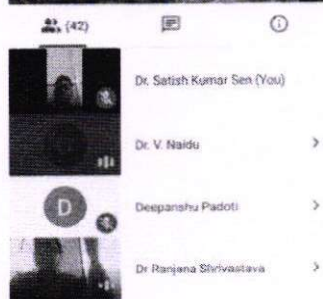 (42)
Dr. Satish Kumar Sen (You)
Dr. V. Naidu
D
Deepanshu Padoti
Dr Ranjana Shrivastava